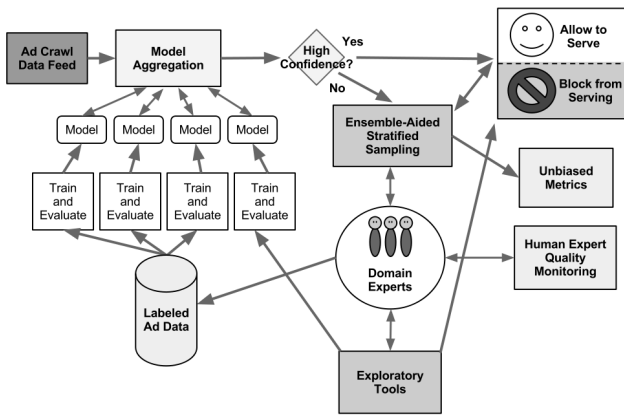 Ad Crawl
Data Feed
Model
Aggregation
High
Confidence?
Yes
No
Allow to
Serve
Block from
Serving
Model
Model
Model
Model
Ensemble-Aided
Stratified
Sampling
Unbiased
Metrics
Train
and
Evaluate
Train
and
Evaluate
Train
and
Evaluate
Train
and
Evaluate
Domain
Experts
Human Expert
Quality
Monitoring
Labeled
Ad Data
Exploratory
Tools